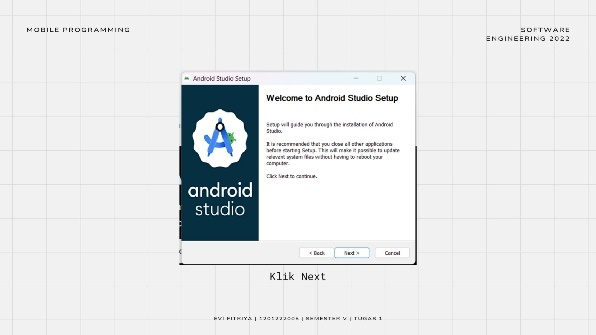 MOBILE PROGRAMMING
SOFTWARE
ENGINEERING 2022
Android Studio Setup
Welcome to Android Studio Setup
Setup will guide you through the installation of Android
Studio.
It is recommended that you close all other applications
before starting Setup. This will make it possible to update
relevant system files without having to reboot your
computer.
Click Next to continue.
android
studio
< Back
Next >
Cancel
Klik Next
EVI FITRIYA | 1201222005 | SEMESTER V | TUGAS 1